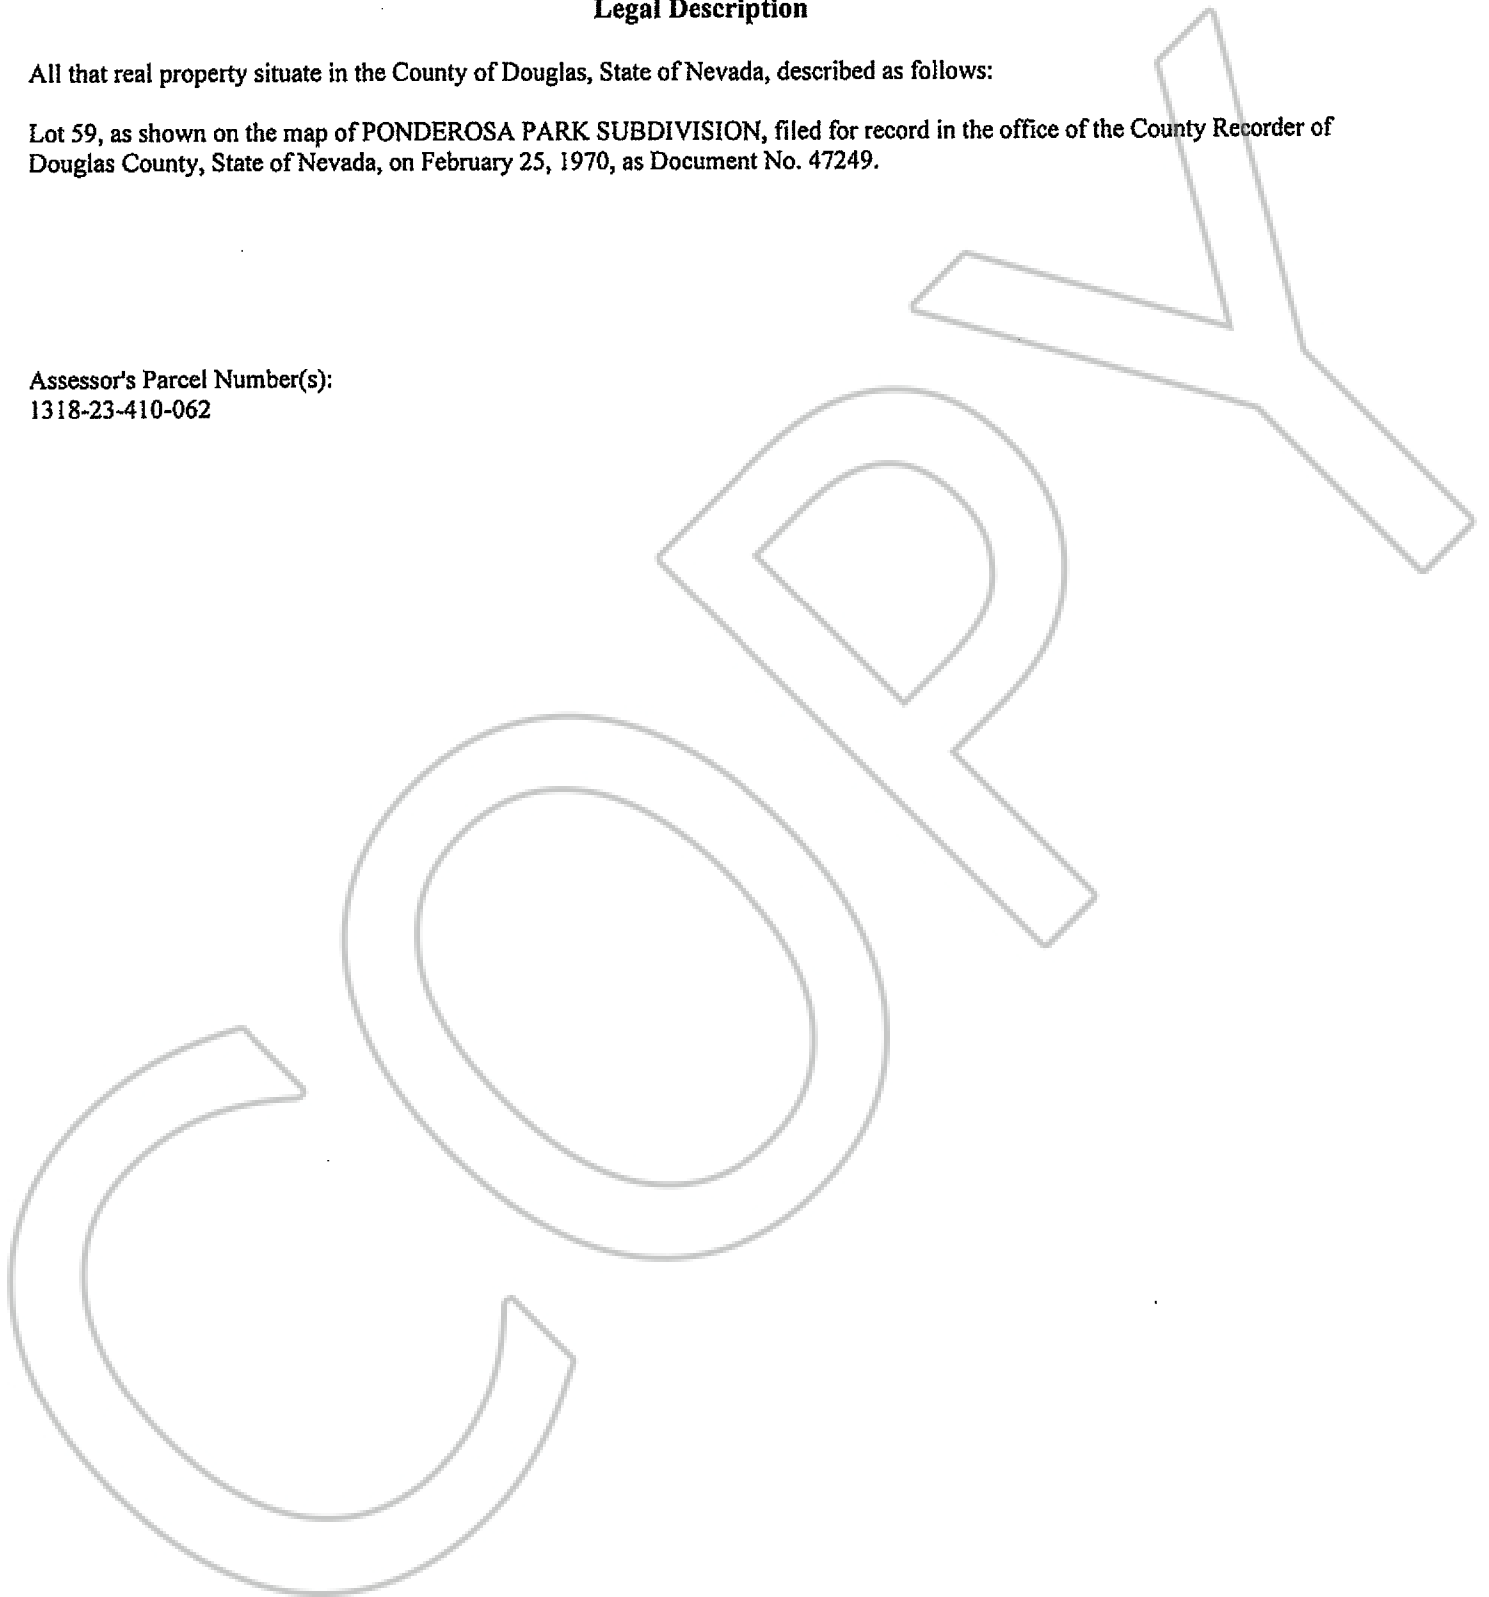 Legal Description
All that real property situate in the County of Douglas, State of Nevada, described as follows:
Lot 59, as shown on the map of PONDEROSA PARK SUBDIVISION, filed for record in the office of the County Recorder of
Douglas County, State of Nevada, on February 25, 1970, as Document No. 47249.
Assessor's Parcel Number(s):
1318-23-410-062
COPY